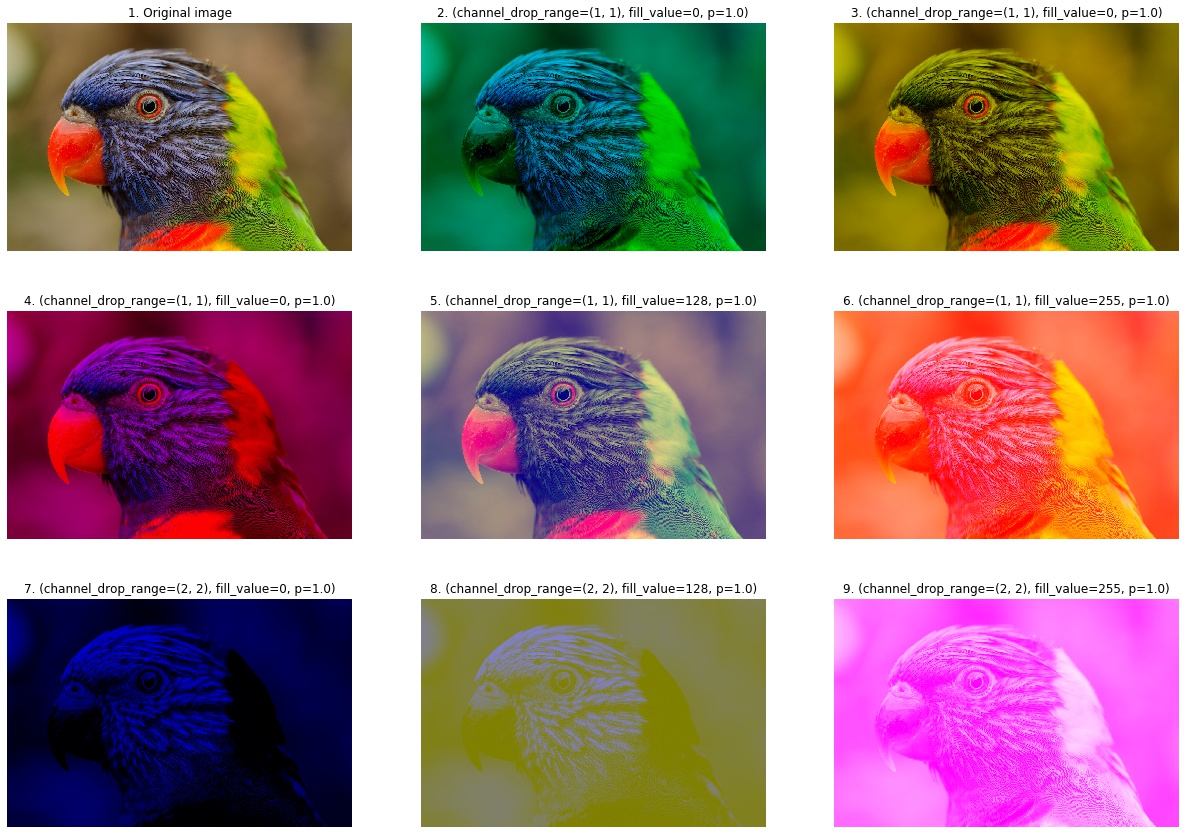 1. Original image
2. (channel_drop_range=(1, 1), fill_value=0, p=1.0)
3. (channel_drop_range=(1, 1), fill_value=0, p=1.0)
4. (channel_drop_range=(1, 1), fill_value=0, p=1.0)
5. (channel_drop_range=(1, 1), fill_value=128, p=1.0)
6. (channel_drop_range=(1, 1), fill_value=255, p=1.0)
7. (channel_drop_range=(2, 2), fill_value=0, p=1.0)
8. (channel_drop_range=(2, 2), fill_value=128, p=1.0)
9. (channel_drop_range=(2, 2), fill_value=255, p=1.0)